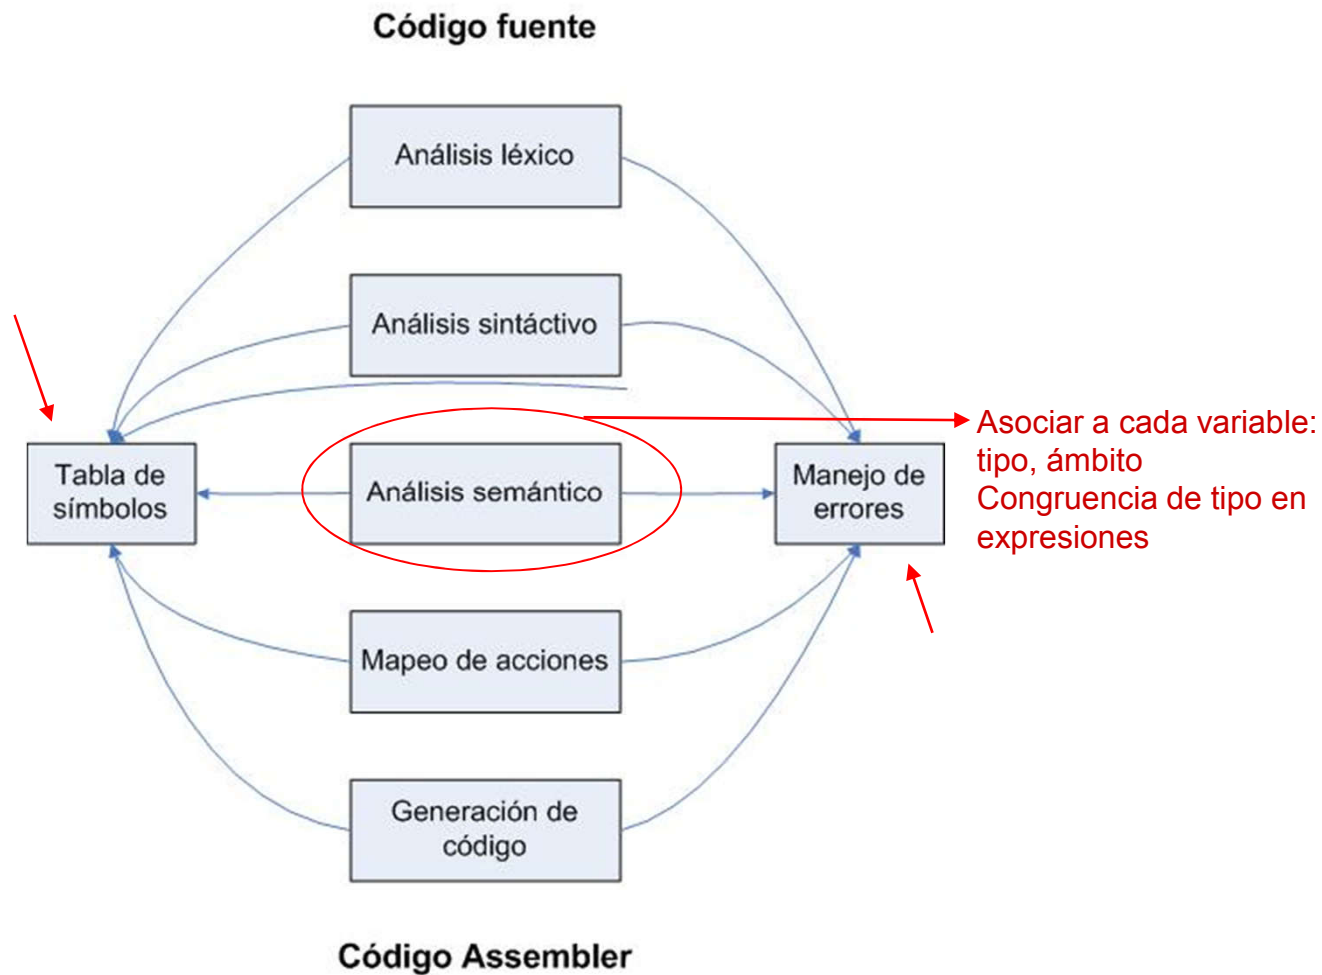 Código fuente
Análisis léxico
Análisis sintáctivo
Tabla de
símbolos
Análisis semántico
Manejo de
errores
Asociar a cada variable:
tipo, ámbito
Congruencia de tipo en
expresiones
Mapeo de acciones
Generación de
código
Código Assembler